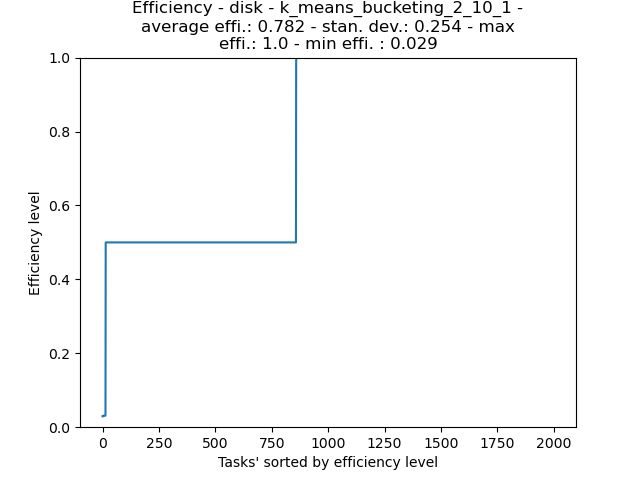 Efficiency - disk - k_means_bucketing_2_10_1 -
average effi.: 0.782 - stan. dev.: 0.254 - max
effi.: 1.0 - min effi. : 0.029
1.0
0.8
0.6
0.4
0.2
0.0
Efficiency level
0 250 500 750 1000 1250 1500 1750 2000
Tasks' sorted by efficiency level